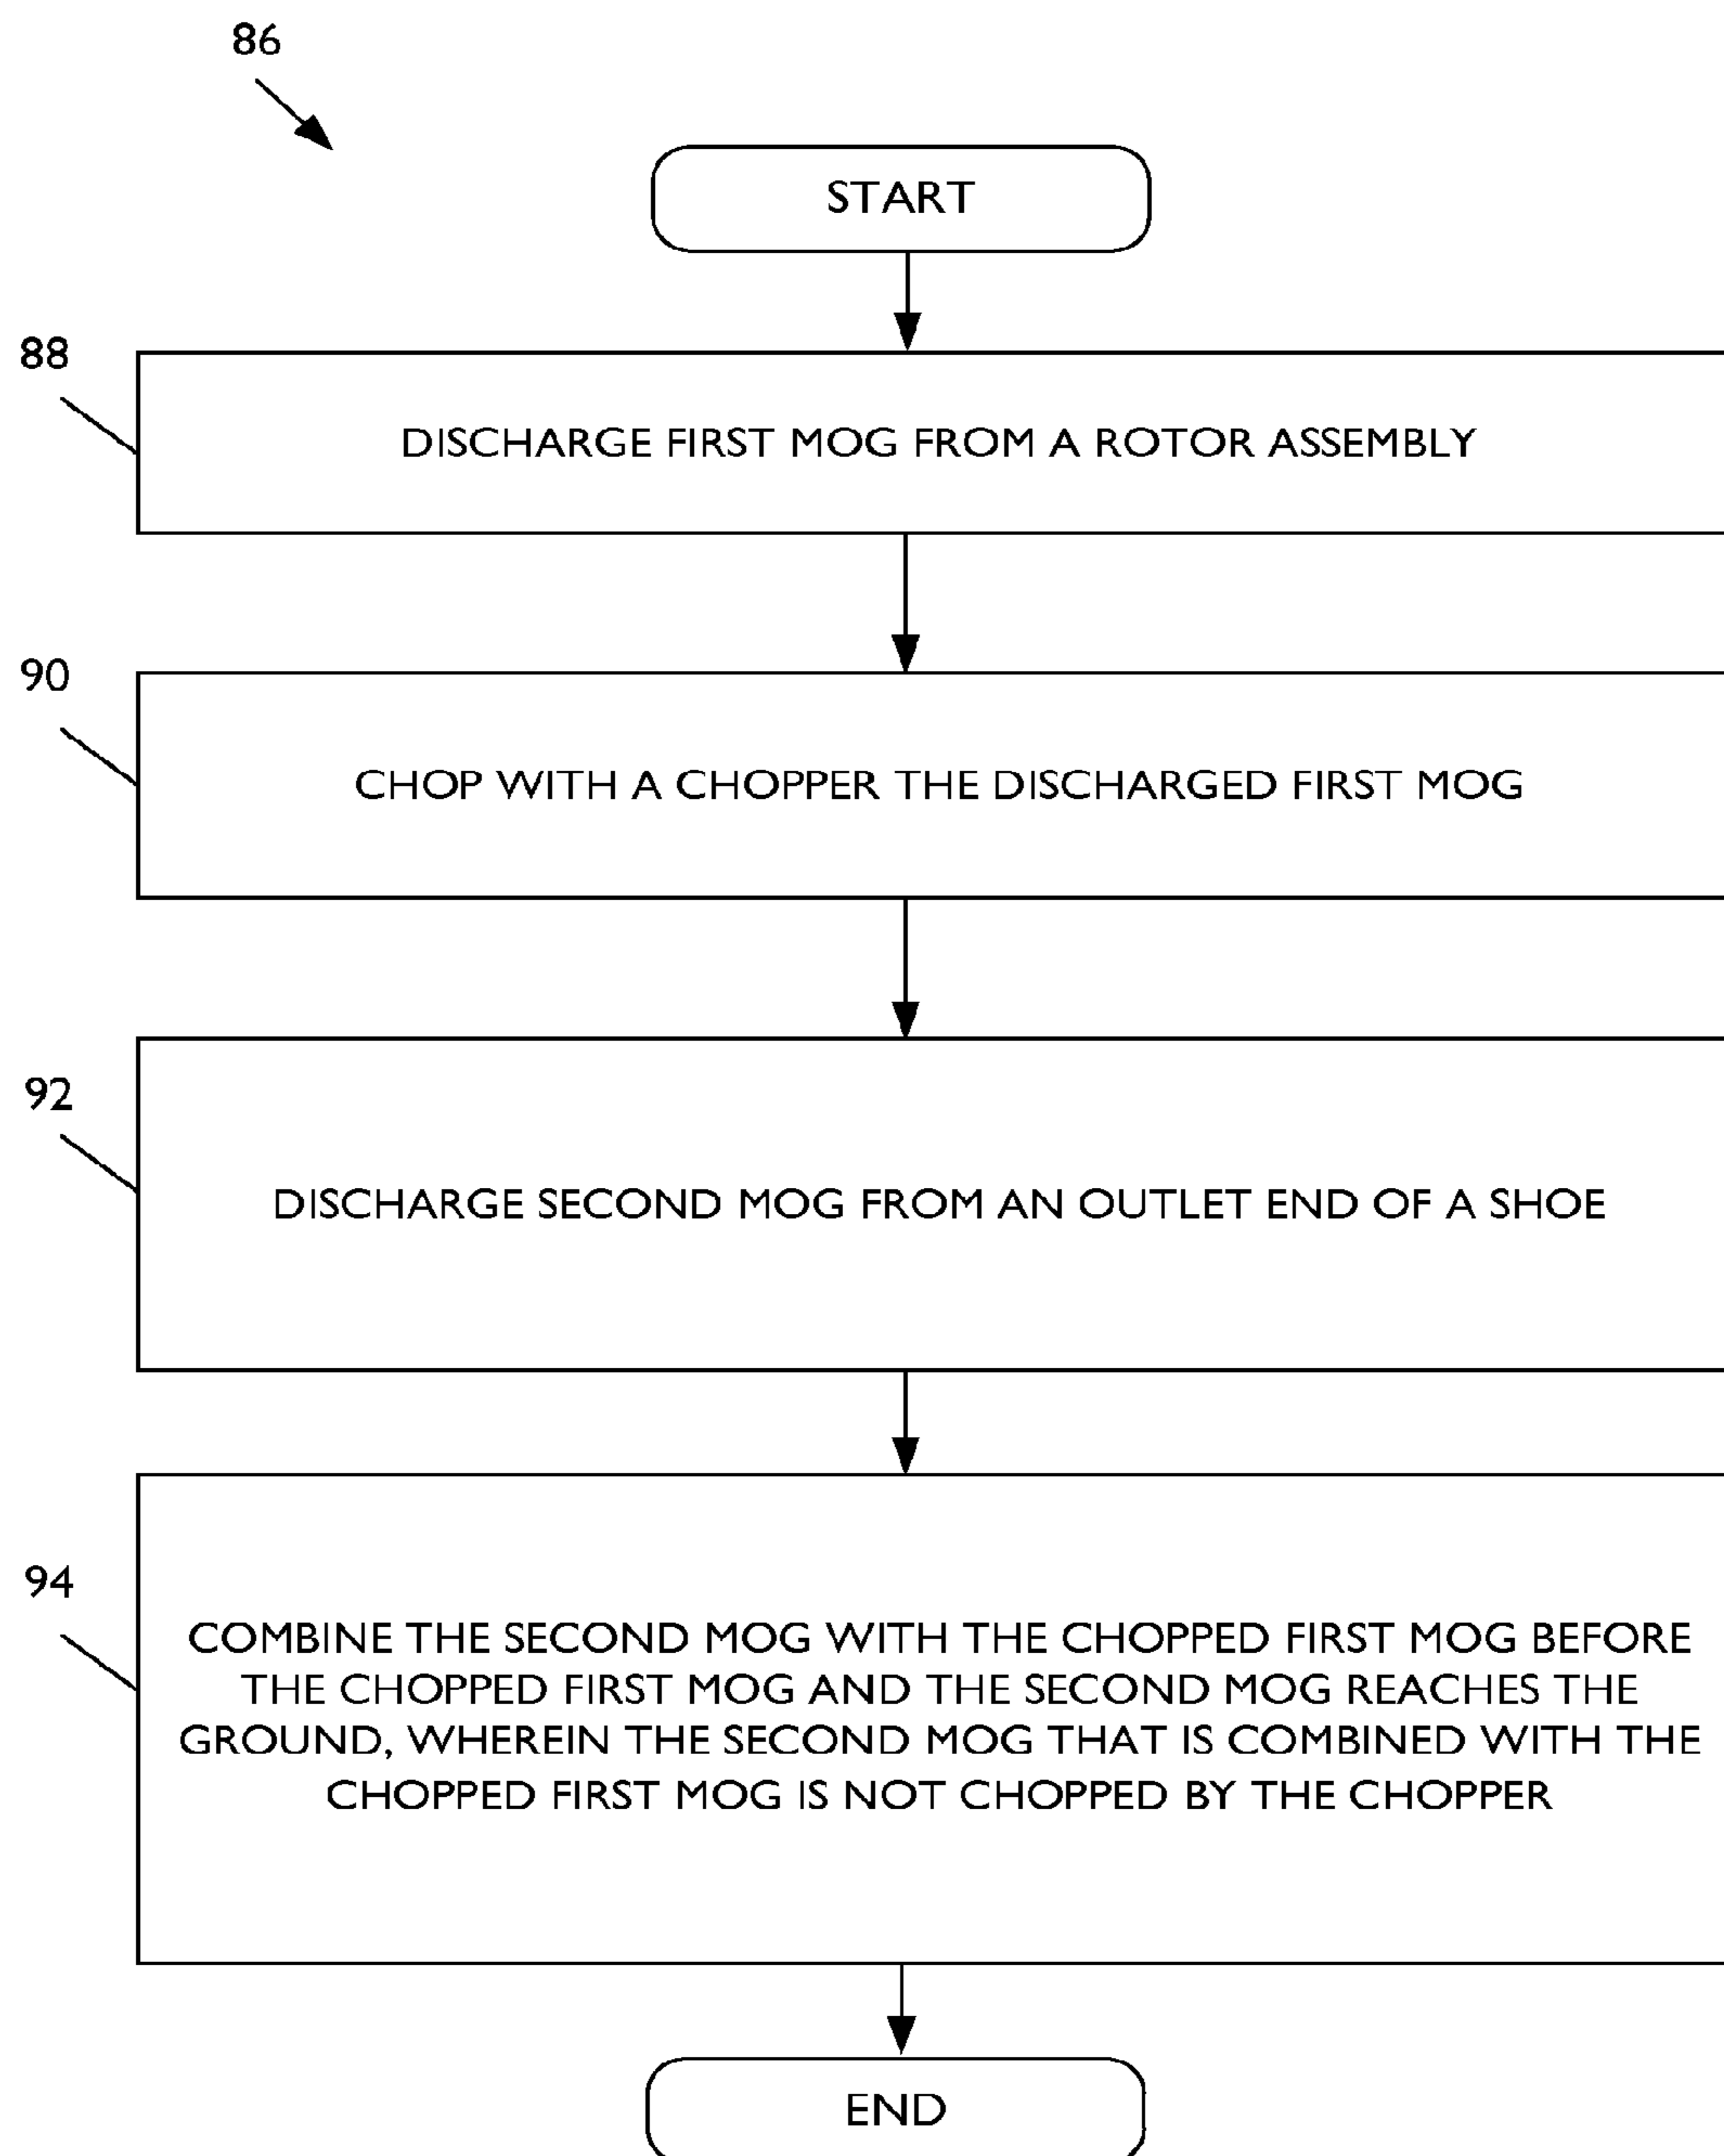 86
START
88
DISCHARGE FIRST MOG FROM A ROTOR ASSEMBLY
90
CHOP WITH A CHOPPER THE DISCHARGED FIRST MOG
92
DISCHARGE SECOND MOG FROM AN OUTLET END OF A SHOE
94
COMBINE THE SECOND MOG WITH THE CHOPPED FIRST MOG BEFORE
THE CHOPPED FIRST MOG AND THE SECOND MOG REACHES THE
GROUND, WHEREIN THE SECOND MOG THAT IS COMBINED WITH THE
CHOPPED FIRST MOG IS NOT CHOPPED BY THE CHOPPER
END